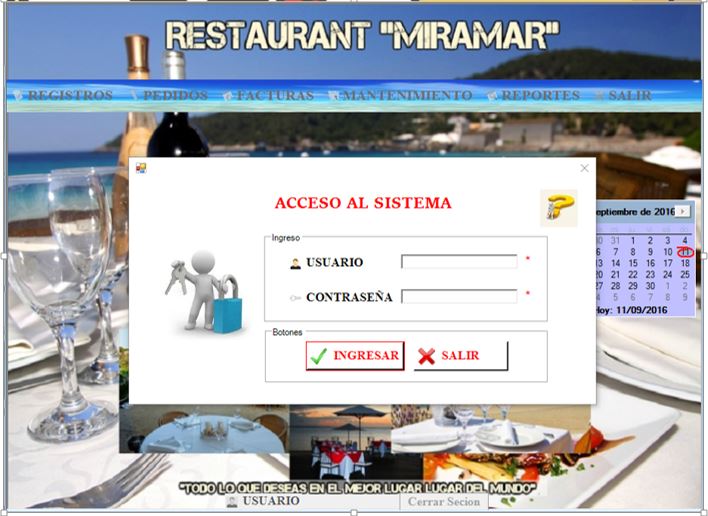 RESTAURANT "MIRAMAR"
REGISTROS PEDIDOS FACTURAS MANTENIMIENTO REPORTES SALIR
ACCESO AL SISTEMA
Ingreso
USUARIO *
CONTRASEÑA *
Botones
INGRESAR SALIR
eptiembre de 2016
30 31 1 2 3 4
6 7 8 9 10 11
13 14 15 16 17 18
20 21 22 23 24 25
27 28 29 30 1 2
4 5 6 7 8 9
Hoy: 11/09/2016
"TODO LO QUE DESEAS EN EL MEJOR LUGAR LUGAR DEL MUNDO"
USUARIO Cerrar Secion